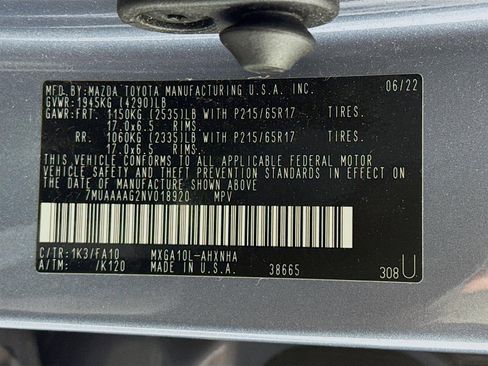 MFD.BY:MAZDA TOYOTA MANUFACTURING U.S.A. INC. 06/22
GVWR:1945KG (4290)LB
GAWR:FRT. 1150KG (2535)LB WITH P215/65R17 TIRES.
17.0x6.5 RIMS.
RR. 1060KG (2335)LB WITH P215/65R17 TIRES.
17.0x6.5 RIMS.
THIS VEHICLE CONFORMS TO ALL APPLICABLE FEDERAL MOTOR
VEHICLE SAFETY AND THEFT PREVENTION STANDARDS IN EFFECT ON THE
DATE OF MANUFACTURE SHOWN ABOVE.
7MUAAAAG2NV018920 MPV
C/TR:1K3/FA10 MXGA10L-AHXNHA
A/TM: /K120 MADE IN U.S.A. 38665 308U